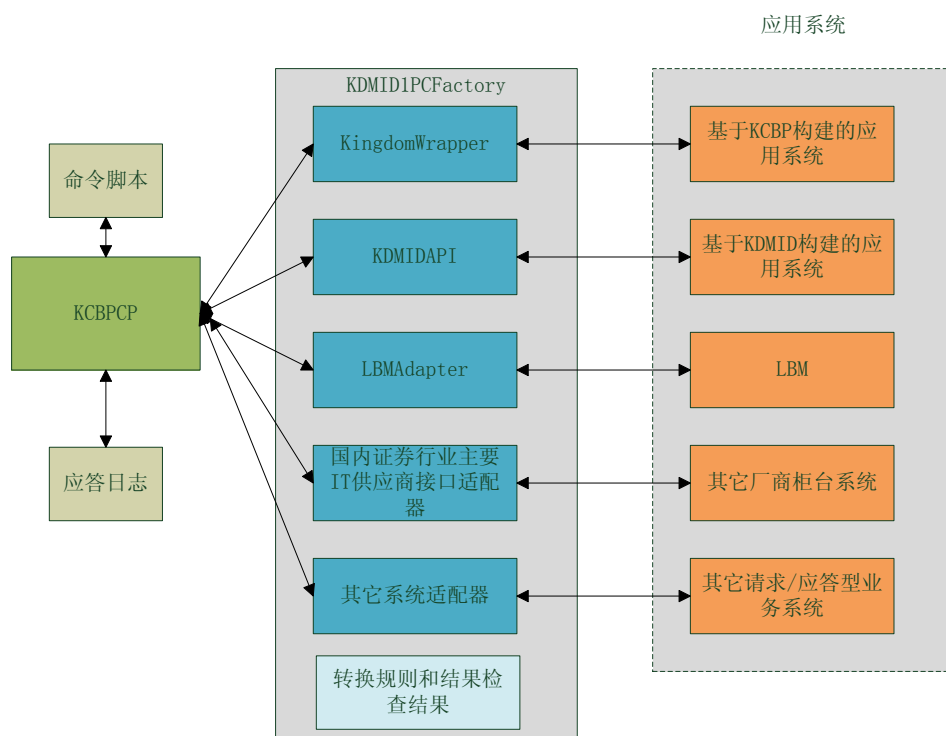 应用系统
KDMID1PCFactory
命令脚本
KCBPCP
应答日志
KingdomWrapper
KDMIDAPI
LBMAdapter
国内证券行业主要
IT供应商接口适配
器
其它系统适配器
转换规则和结果检
查结果
基于KCBP构建的应
用系统
基于KDMID构建的应
用系统
LBM
其它厂商柜台系统
其它请求/应答型业
务系统